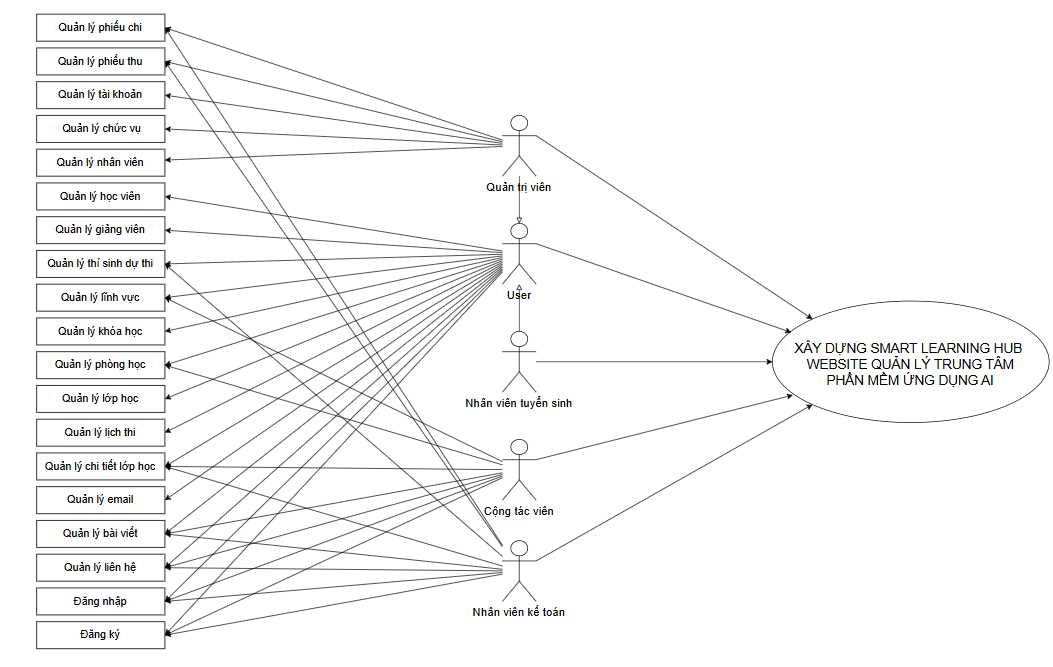 Quản lý phiếu chi
Quản lý phiếu thu
Quản lý tài khoản
Quản lý chức vụ
Quản lý nhân viên
Quản lý học viên
Quản lý giảng viên
Quản lý thí sinh dự thi
Quản lý lĩnh vực
Quản lý khóa học
Quản lý phòng học
Quản lý lớp học
Quản lý lịch thi
Quản lý chi tiết lớp học
Quản lý email
Quản lý bài viết
Quản lý liên hệ
Đăng nhập
Đăng ký
Quản trị viên
User
Nhân viên tuyển sinh
Cộng tác viên
Nhân viên kế toán
XÂY DỰNG SMART LEARNING HUB
WEBSITE QUẢN LÝ TRUNG TÂM
PHẦN MỀM ỨNG DỤNG AI